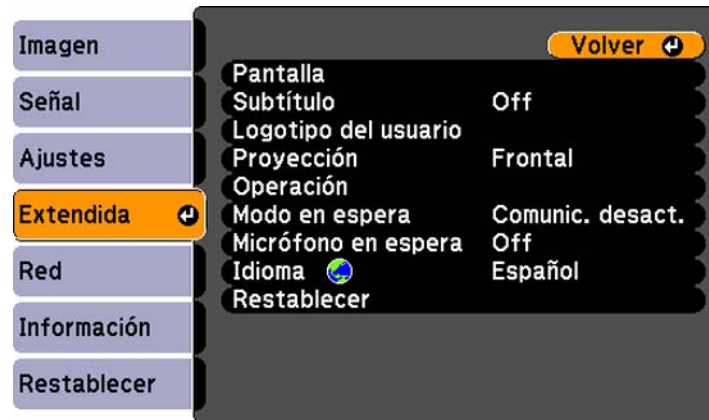 Imagen
Señal
Ajustes
Extendida
Red
Información
Restablecer
Volver
Pantalla
Subtítulo Off
Logotipo del usuario
Proyección Frontal
Operación
Modo en espera Comunic. desact.
Micrófono en espera Off
Idioma Español
Restablecer